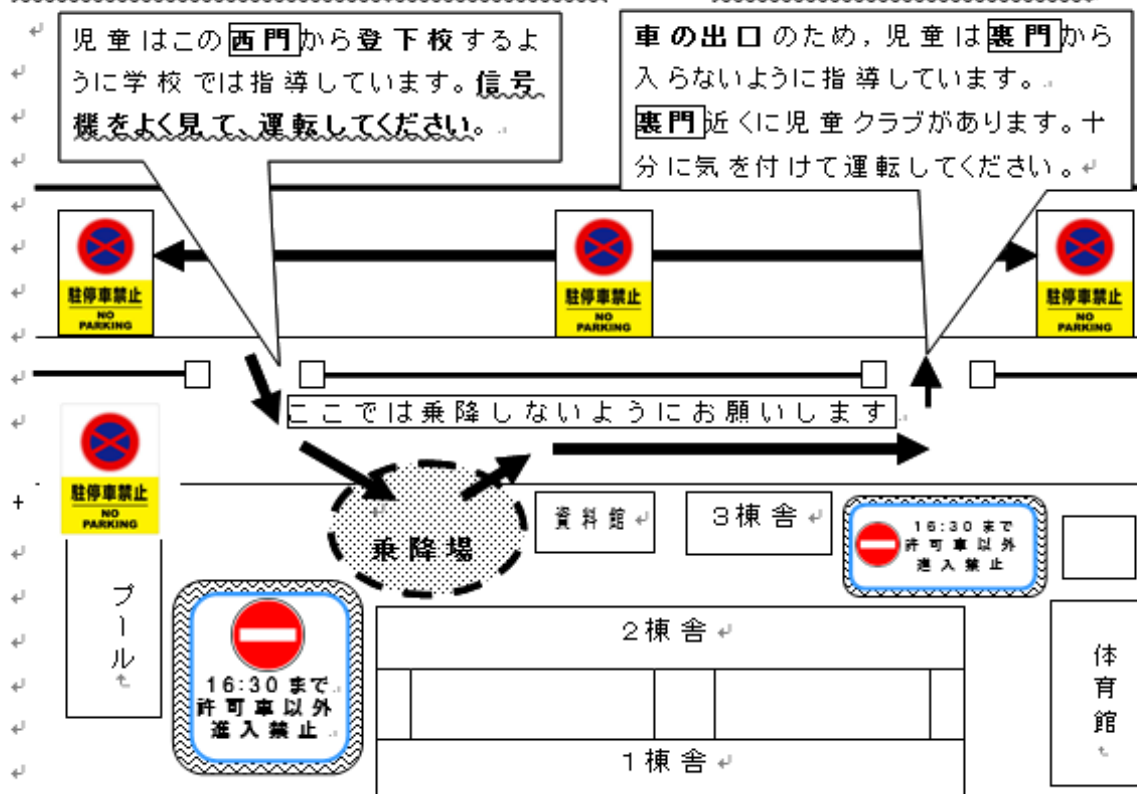 児童はこの西門から登下校するよ
うに学校では指導しています。信号
機をよく見て、運転してください。
車の出口のため，児童は裏門から
入らないように指導しています。
裏門近くに児童クラブがあります。十
分に気を付けて運転してください。
駐停車禁止
NO
PARKING
駐停車禁止
NO
PARKING
駐停車禁止
NO
PARKING
ここでは乗降しないようにお願いします
駐停車禁止
NO
PARKING
乗降場
資料館
3棟舎
16:30まで
許可車以外
進入禁止
プール
16:30まで
許可車以外
進入禁止
2棟舎
1棟舎
体育館